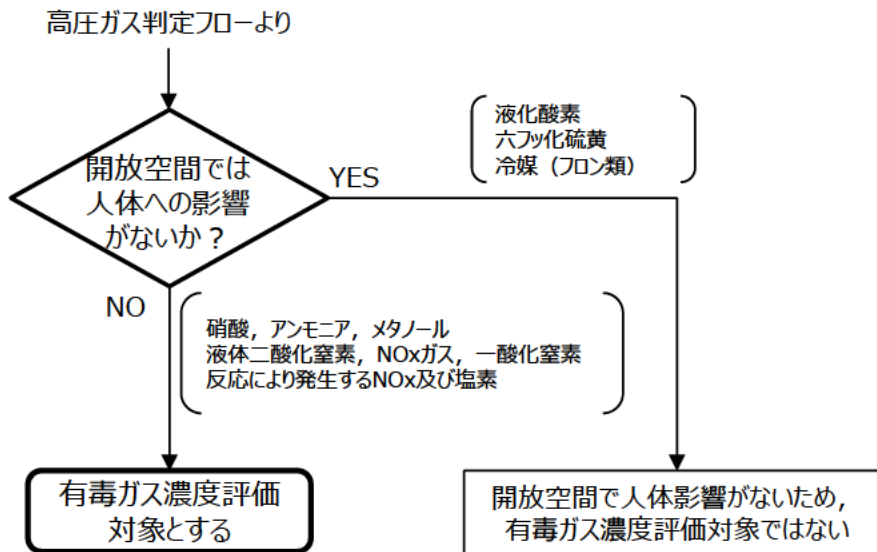 高圧ガス判定フローより
開放空間では
人体への影響
がないか？
YES
液化酸素
六フッ化硫黄
冷媒（フロン類）
NO
硝酸，アンモニア，メタノール
液体二酸化窒素，NOxガス，一酸化窒素
反応により発生するNOx及び塩素
有毒ガス濃度評価
対象とする
開放空間で人体影響がないため，
有毒ガス濃度評価対象ではない